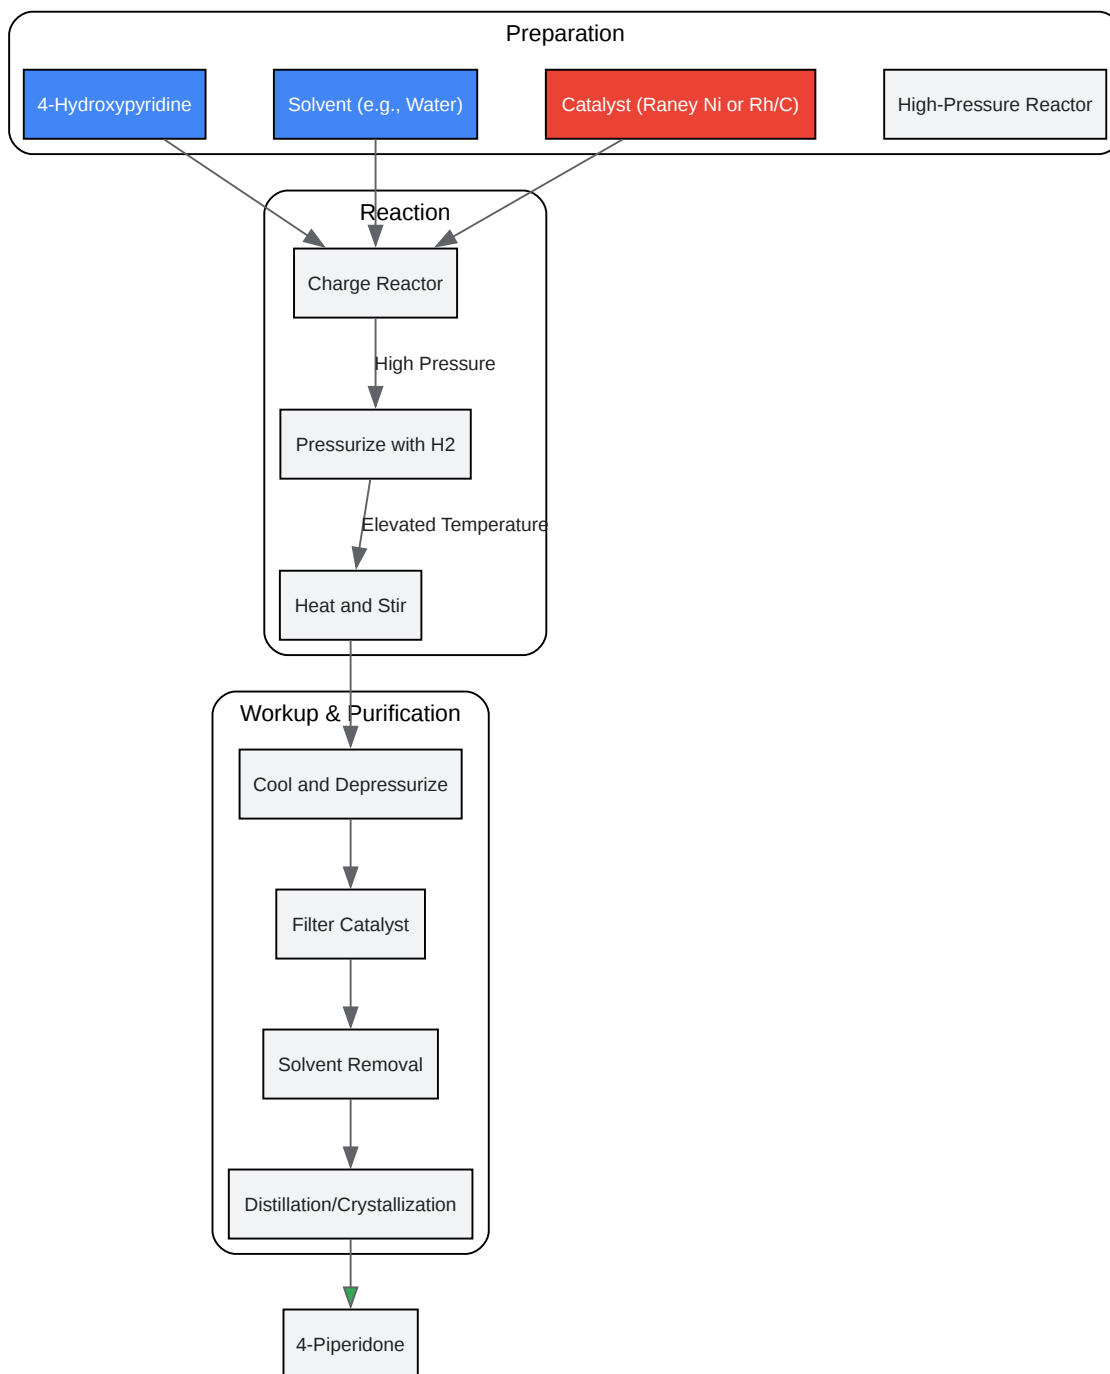 Preparation
4-Hydroxypyridine
Solvent (e.g., Water)
Catalyst (Raney Ni or Rh/C)
High-Pressure Reactor
Reaction
Charge Reactor
High Pressure
Pressurize with H2
Elevated Temperature
Heat and Stir
Workup & Purification
Cool and Depressurize
Filter Catalyst
Solvent Removal
Distillation/Crystallization
4-Piperidone